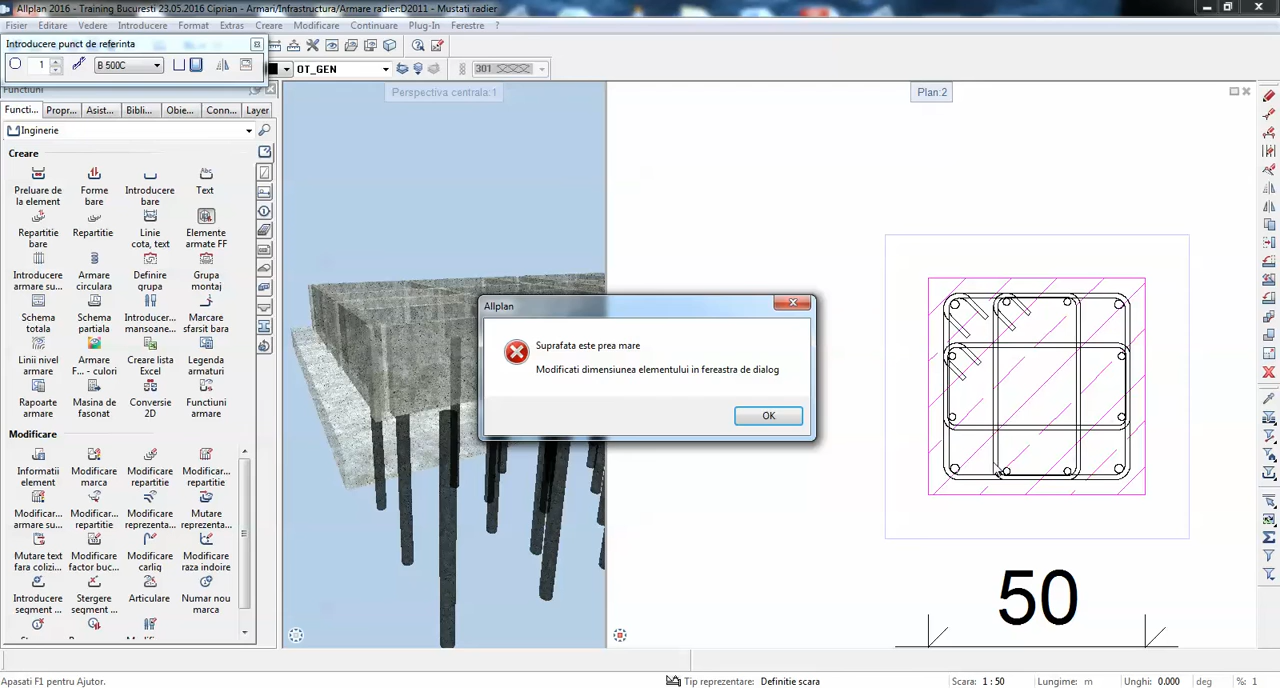 Allplan 2016 - Training Bucuresti 23.05.2016 Ciprian - Armari/Infrastructura/Armare radier:D2011 - Mustati radier
Fisier Editare Vedere Introducere Format Extras Creare Modificare Continuare Plug-In Ferestre ?
Introducere punct de referinta
1 B 500C OT_GEN 301
Functiuni
Functi... Propr... Asist... Bibli... Obie... Conn... Layer
Inginerie
Creare
Preluare de la element
Forme bare
Introducere bare
Text
Repartitie bare
Repartitie
Linie cota, text
Elemente armate FF
Introducere armare su...
Armare circulara
Definire grupa
Grupa montaj
Schema totala
Schema partiala
Introducer... mansoane...
Marcare sfarsit bara
Linii nivel armare
Armare F... - culori
Creare lista Excel
Legenda armaturi
Rapoarte armare
Masina de fasonat
Conversie 2D
Functiuni armare
Modificare
Informatii element
Modificare marca
Modificare repartitie
Modificar... repartitie
Modificar... armare su...
Modificar... repartitie
Modificare reprezenta...
Mutare reprezenta...
Mutare text fara colizi...
Modificare factor buc...
Modificare carlig
Modificare raza indoire
Introducere segment ...
Stergere segment ...
Articulare
Numar nou marca
Perspectiva centrala:1
Plan:2
Allplan
Suprafata este prea mare
Modificati dimensiunea elementului in fereastra de dialog
OK
50
Apasati F1 pentru Ajutor.
Tip reprezentare: Definitie scara Scara: 1 : 50 Lungime: m Unghi: 0.000 deg %: 1